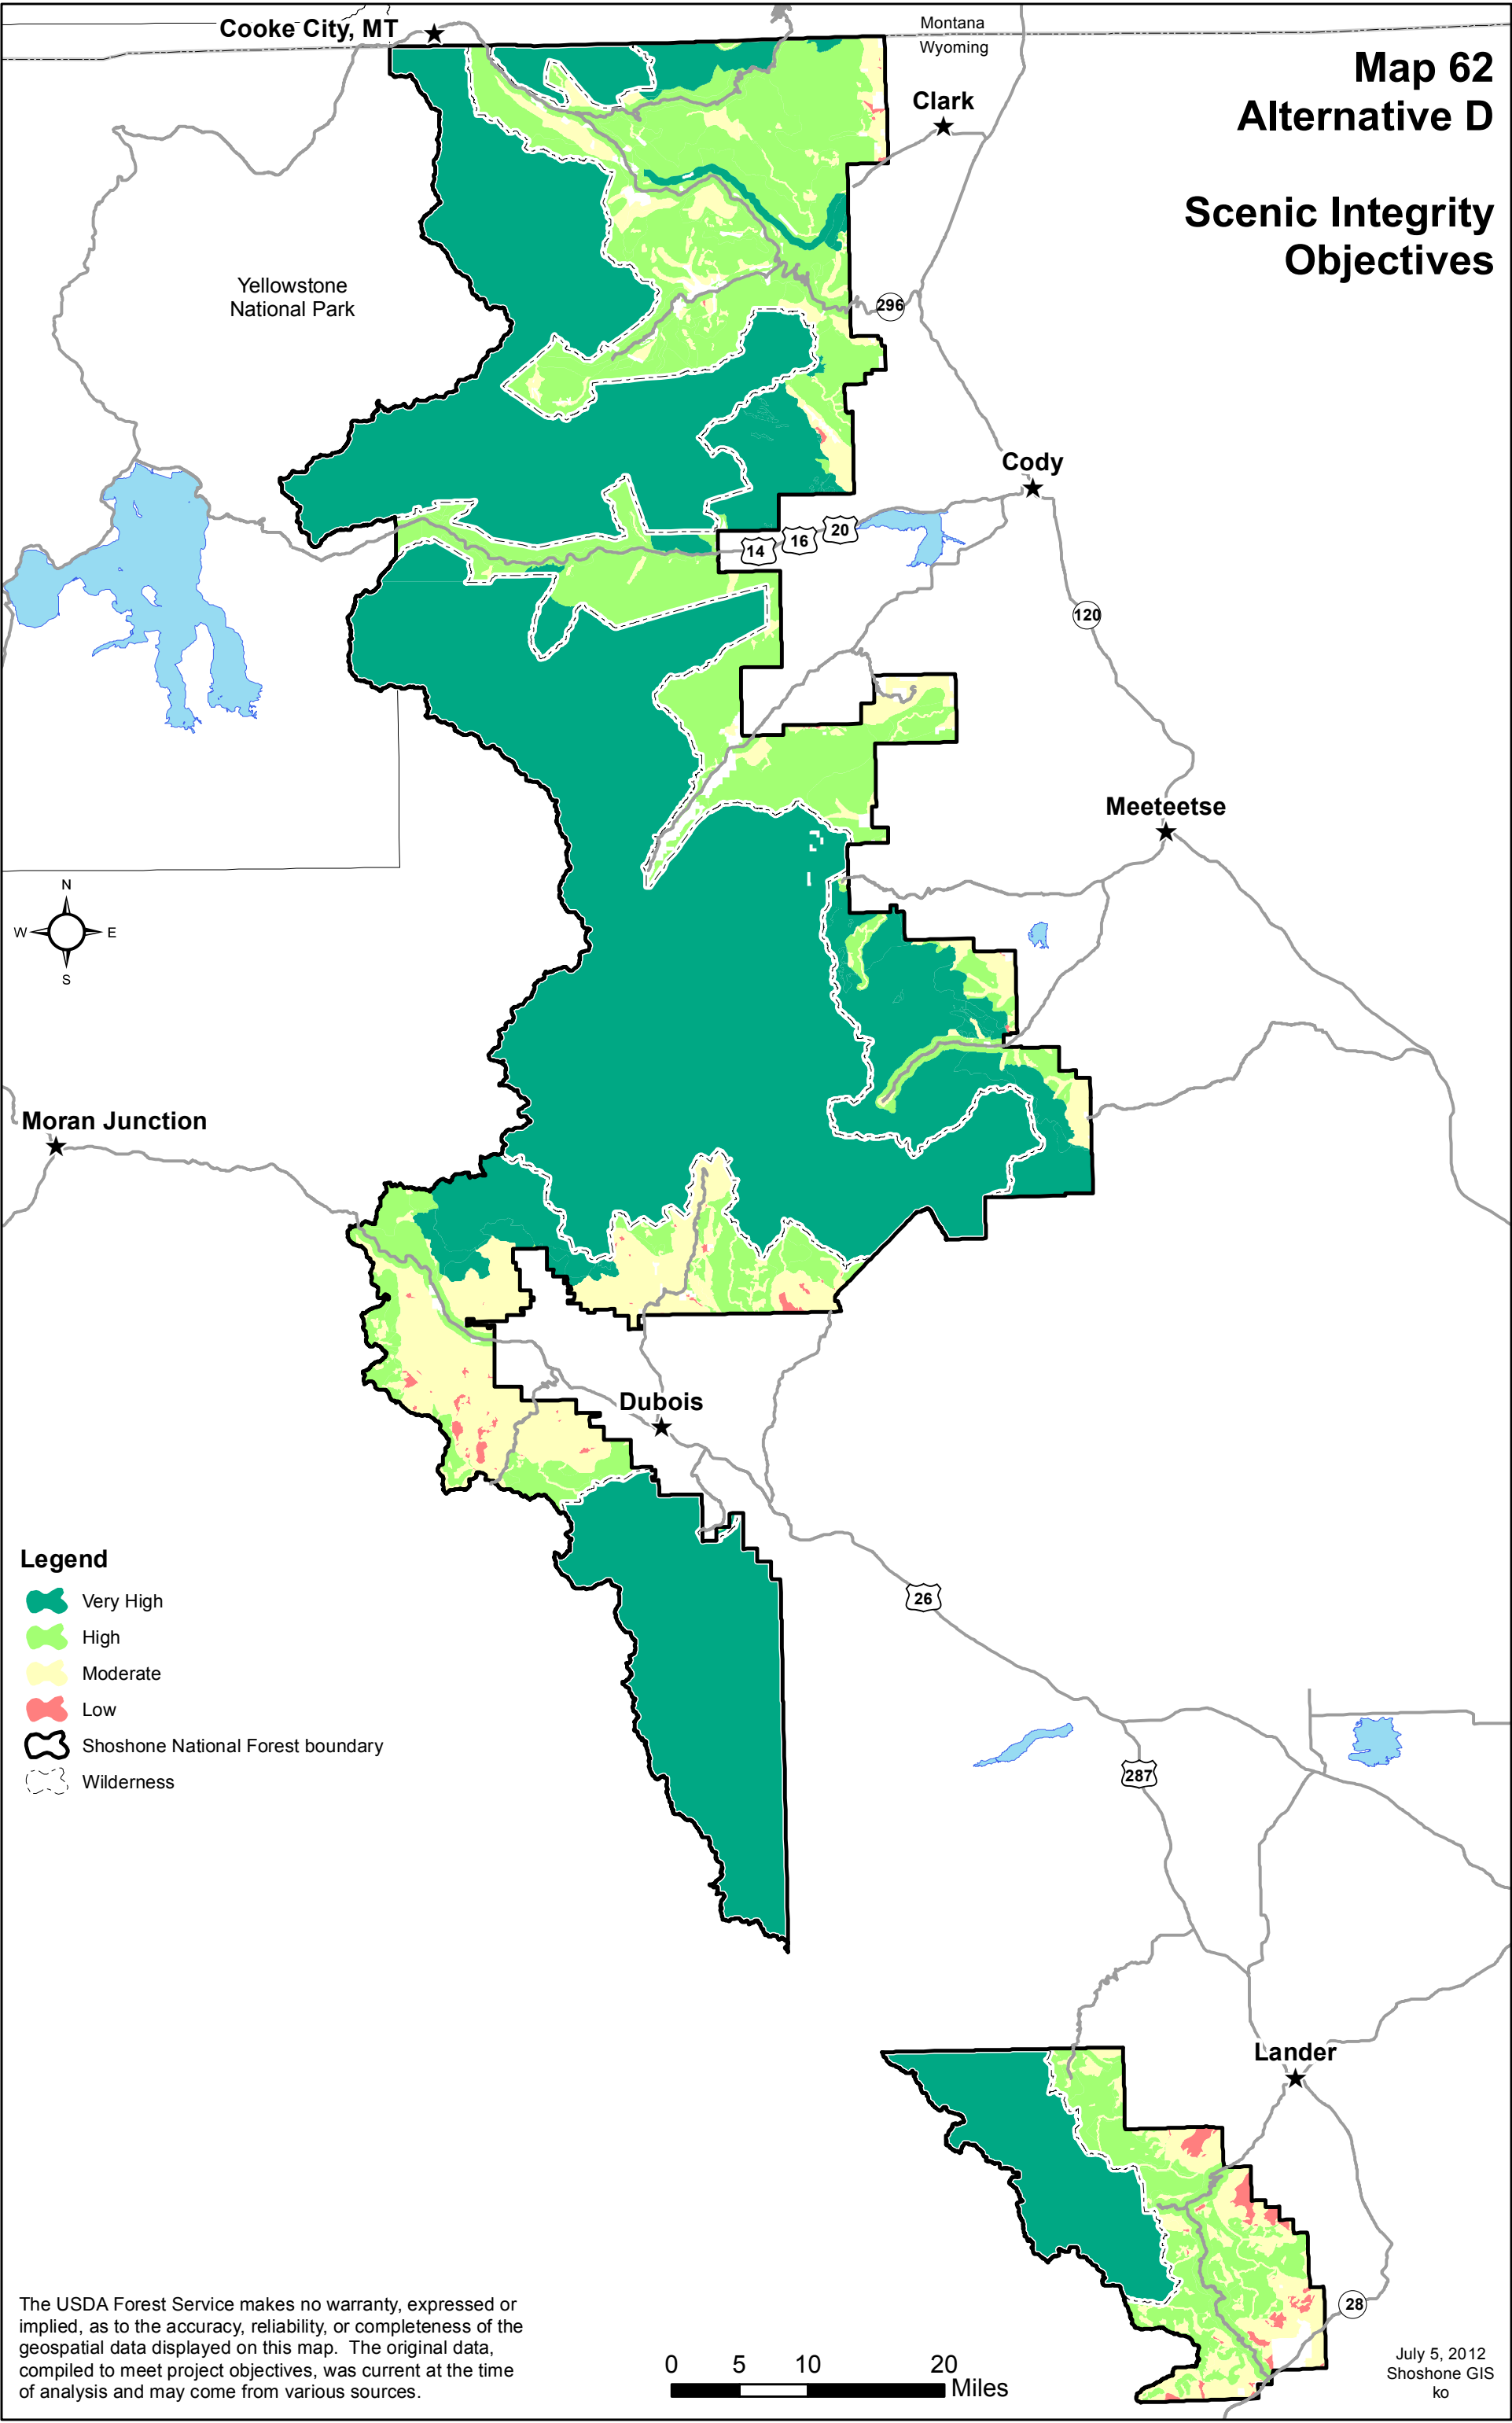 Cooke City, MT
Montana
Wyoming
Map 62
Alternative D
Scenic Integrity
Objectives
Clark
Yellowstone
National Park
296
Cody
14
16
20
120
Meeteetse
N
W
E
S
Moran Junction
Dubois
26
287
Legend
Very High
High
Moderate
Low
Shoshone National Forest boundary
Wilderness
Lander
28
The USDA Forest Service makes no warranty, expressed or
implied, as to the accuracy, reliability, or completeness of the
geospatial data displayed on this map.  The original data,
compiled to meet project objectives, was current at the time
of analysis and may come from various sources.
0 5 10 20
Miles
July 5, 2012
Shoshone GIS
ko